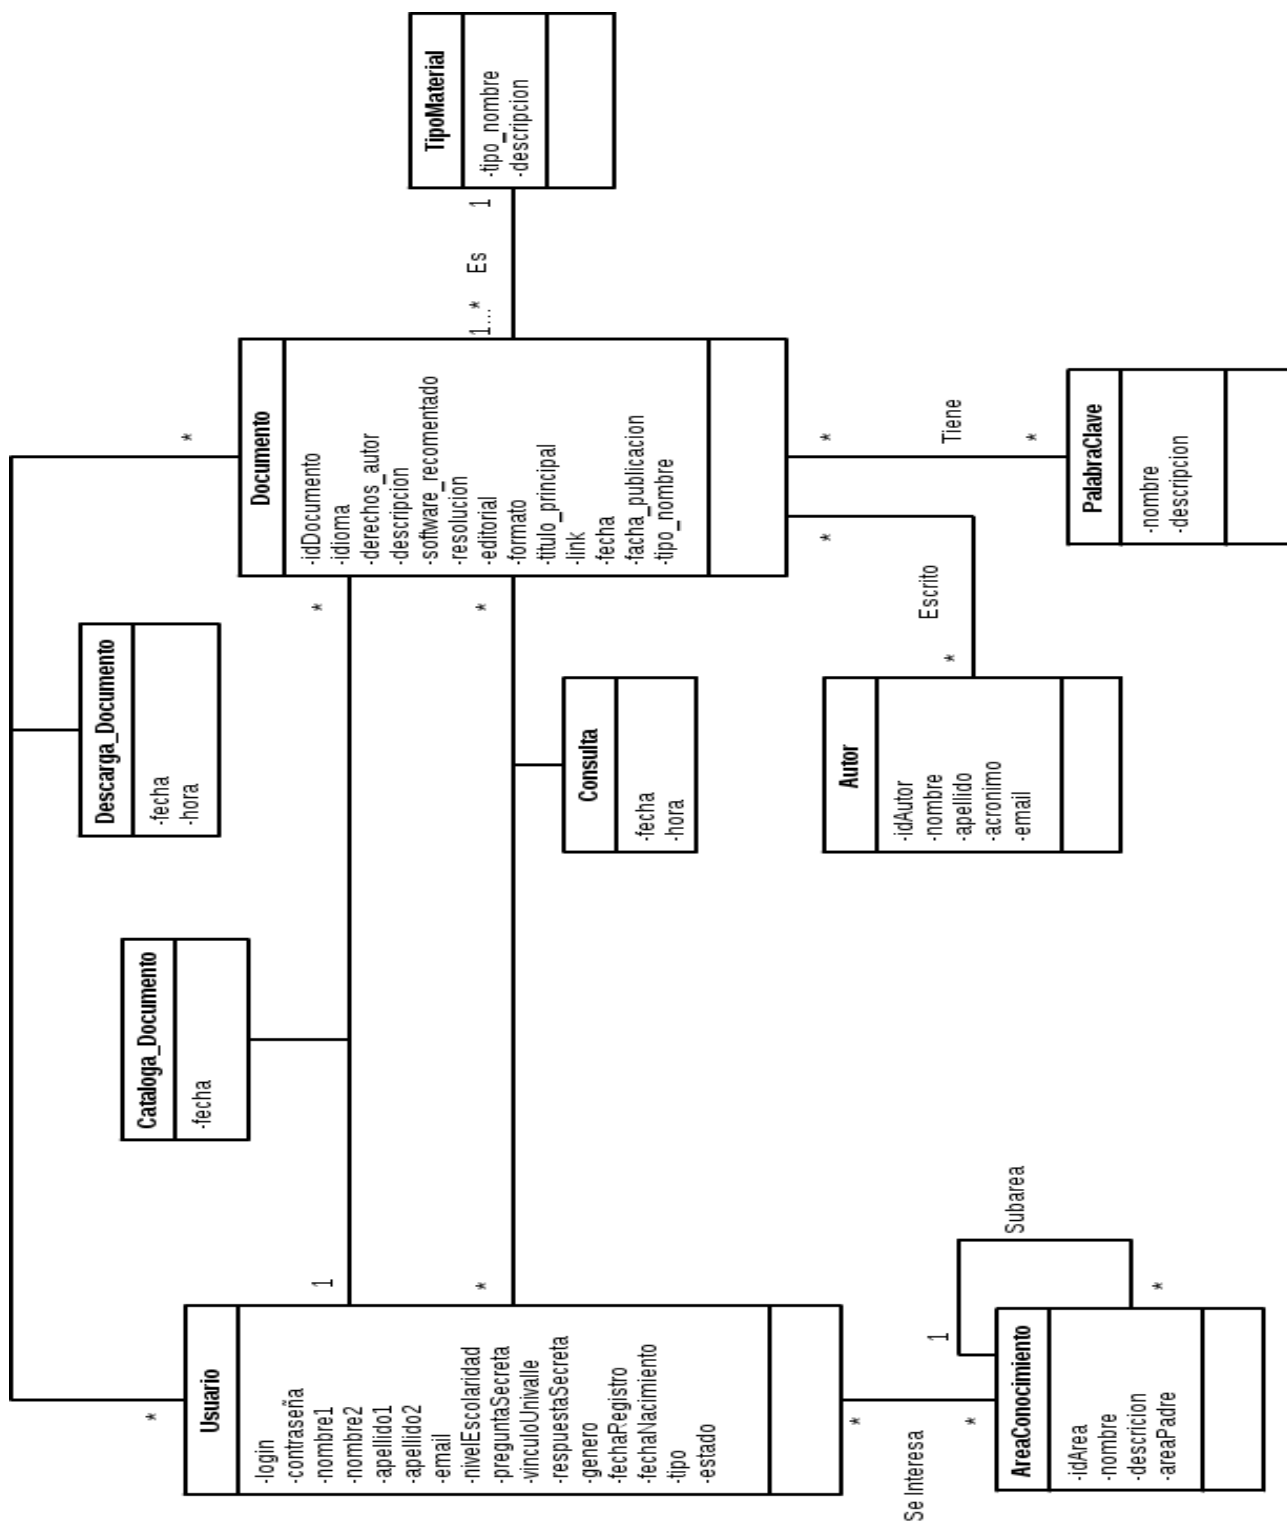 Usuario
-login
-contraseña
-nombre1
-nombre2
-apellido1
-apellido2
-email
-nivelEscolaridad
-preguntaSecreta
-vinculoUnivalle
-respuestaSecreta
-genero
-fechaRegistro
-fechaNacimiento
-tipo
-estado
*
1
*
*
Se Interesa
*
AreaConocimiento
-idArea
-nombre
-descricion
-areaPadre
1
Subarea
*
Cataloga_Documento
-fecha
Descarga_Documento
-fecha
-hora
Consulta
-fecha
-hora
Autor
-idAutor
-nombre
-apellido
-acronimo
-email
*
Escrito
*
*
*
*
Documento
-idDocumento
-idioma
-derechos_autor
-descripcion
-software_recomentado
-resolucion
-editorial
-formato
-titulo_principal
-link
-fecha
-facha_publicacion
-tipo_nombre
*
Tiene
*
PalabraClave
-nombre
-descripcion
1...*
Es
1
TipoMaterial
-tipo_nombre
-descripcion